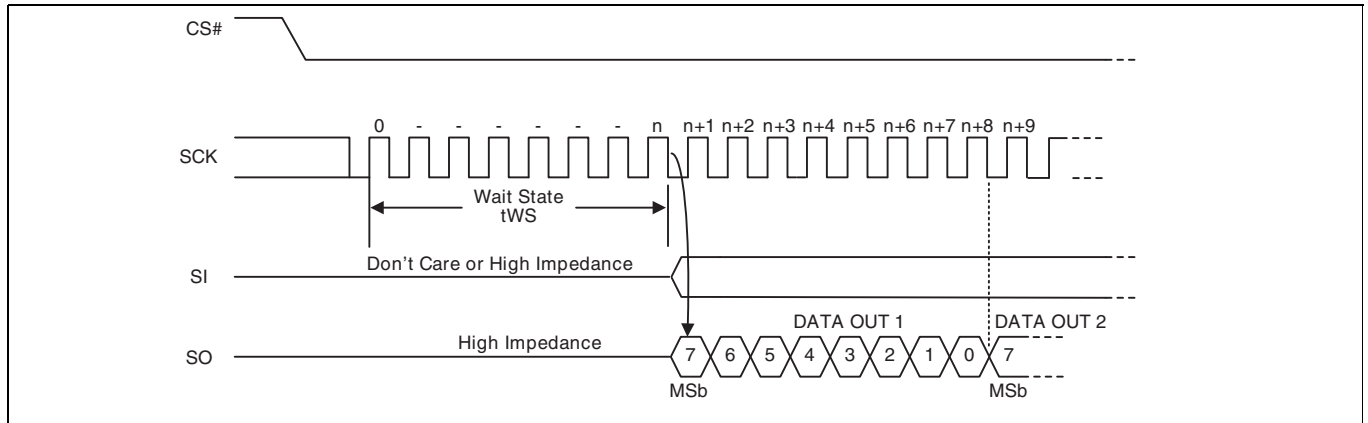 CS#
0 - - - - - - n n+1 n+2 n+3 n+4 n+5 n+6 n+7 n+8 n+9
SCK
Wait State
tWS
Don't Care or High Impedance
SI
DATA OUT 1 DATA OUT 2
High Impedance
SO
7 6 5 4 3 2 1 0 7
MSb MSb